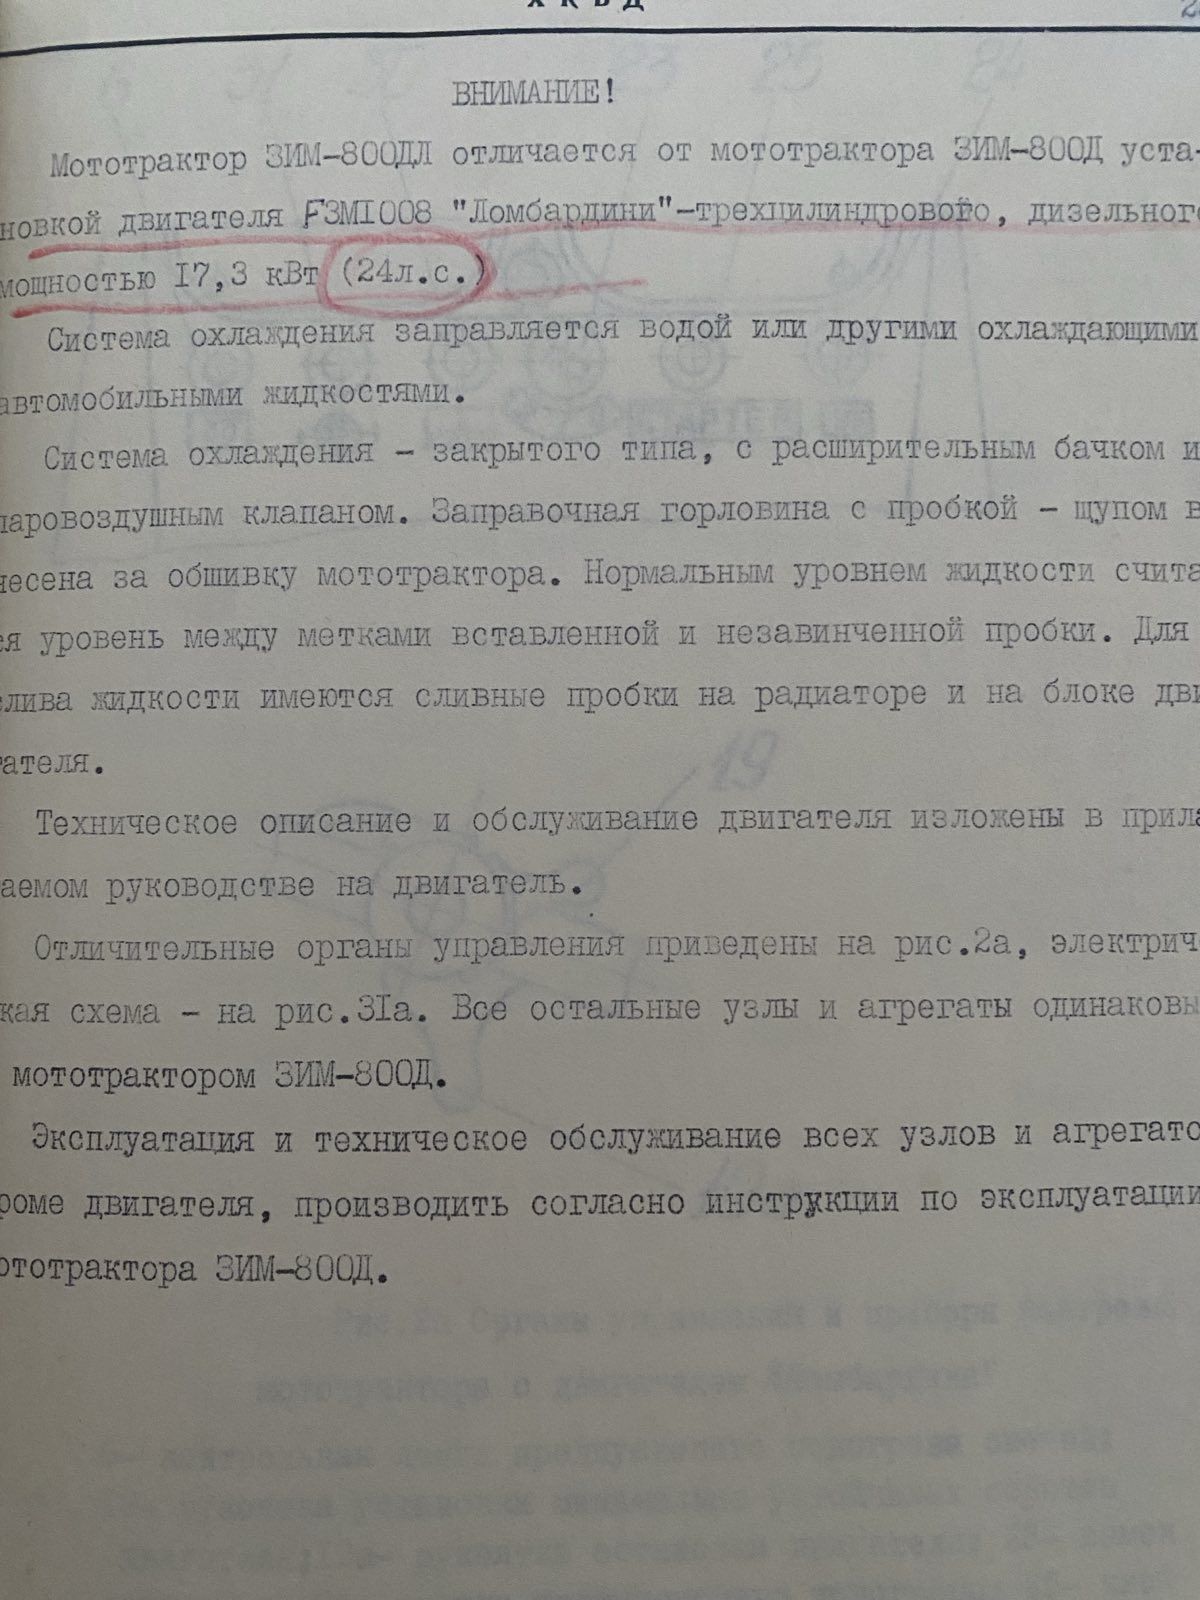 Х К Б Д
ВНИМАНИЕ!
Мототрактор ЗИМ-800ДЛ отличается от мототрактора ЗИМ-800Д уста-
новкой двигателя F3MI008 "Ломбардини"-трехцилиндрового, дизельного
мощностью I7,3 кВт (24л.с.)
Система охлаждения заправляется водой или другими охлаждающими
автомобильными жидкостями.
Система охлаждения - закрытого типа, с расширительным бачком и
паровоздушным клапаном. Заправочная горловина с пробкой - щупом в
несена за обшивку мототрактора. Нормальным уровнем жидкости счита
ся уровень между метками вставленной и незавинченной пробки. Для
слива жидкости имеются сливные пробки на радиаторе и на блоке дви
гателя.
19
Техническое описание и обслуживание двигателя изложены в прила
аемом руководстве на двигатель.
Отличительные органы управления приведены на рис.2а, электриче
кая схема - на рис.3Iа. Все остальные узлы и агрегаты одинаковы
мототрактором ЗИМ-800Д.
Эксплуатация и техническое обслуживание всех узлов и агрегато
роме двигателя, производить согласно инструкции по эксплуатации
ототрактора ЗИМ-800Д.